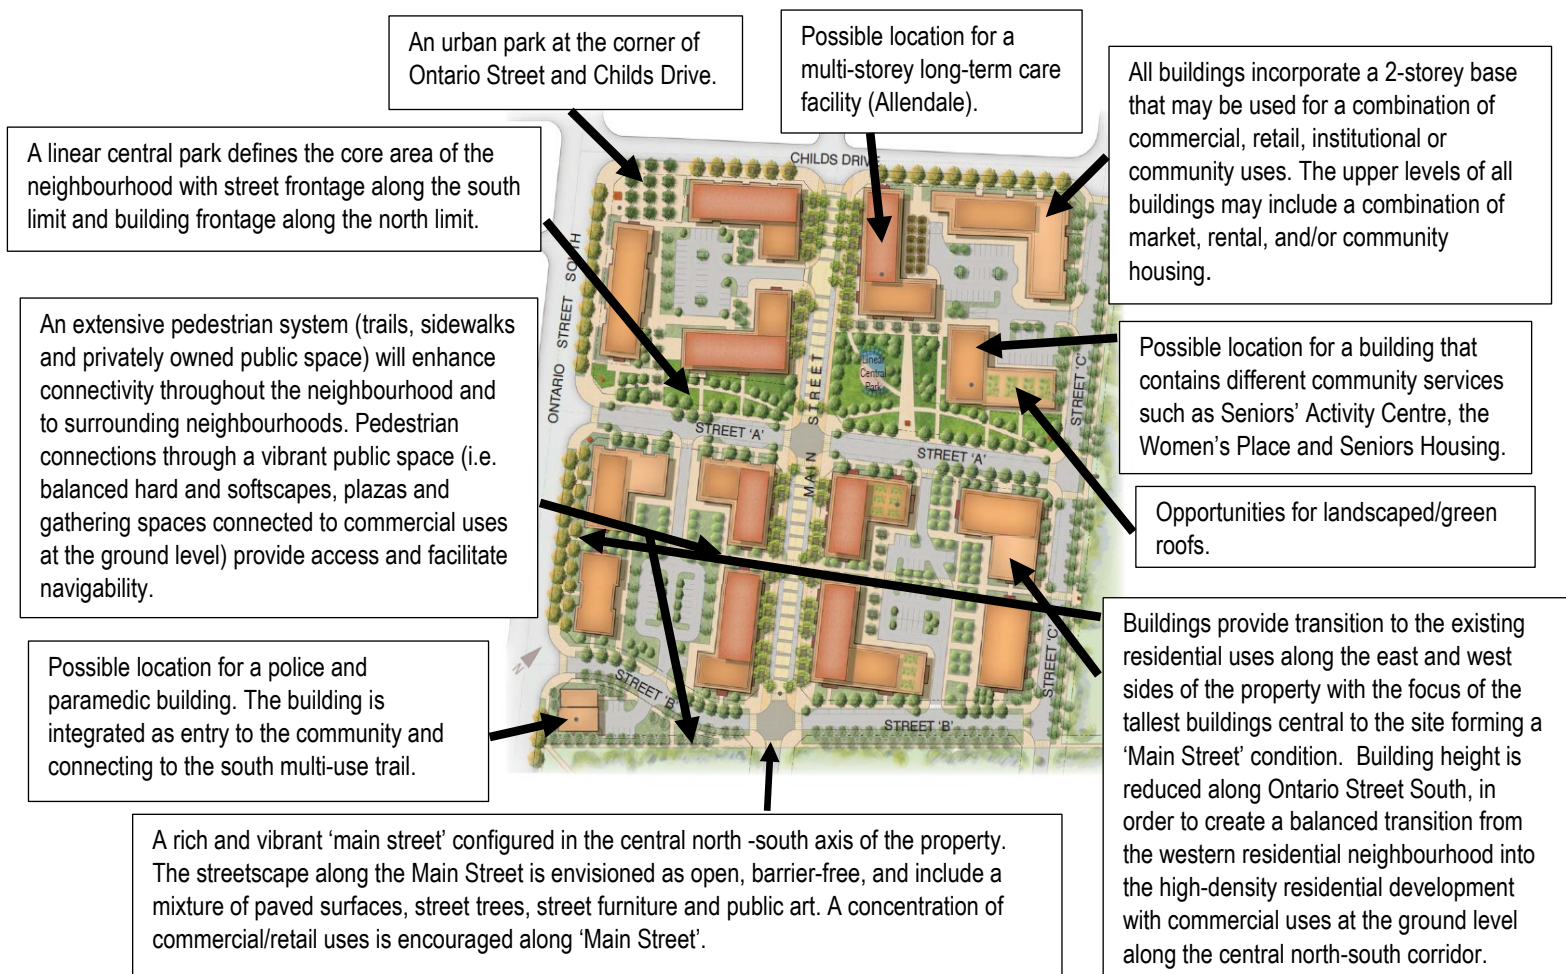 An urban park at the corner of
Ontario Street and Childs Drive.
Possible location for a
multi-storey long-term care
facility (Allendale).
All buildings incorporate a 2-storey base
that may be used for a combination of
commercial, retail, institutional or
community uses. The upper levels of all
buildings may include a combination of
market, rental, and/or community
housing.
A linear central park defines the core area of the
neighbourhood with street frontage along the south
limit and building frontage along the north limit.
An extensive pedestrian system (trails, sidewalks
and privately owned public space) will enhance
connectivity throughout the neighbourhood and
to surrounding neighbourhoods. Pedestrian
connections through a vibrant public space (i.e.
balanced hard and softscapes, plazas and
gathering spaces connected to commercial uses
at the ground level) provide access and facilitate
navigability.
Possible location for a building that
contains different community services
such as Seniors’ Activity Centre, the
Women’s Place and Seniors Housing.
Opportunities for landscaped/green
roofs.
Possible location for a police and
paramedic building. The building is
integrated as entry to the community and
connecting to the south multi-use trail.
Buildings provide transition to the existing
residential uses along the east and west
sides of the property with the focus of the
tallest buildings central to the site forming a
‘Main Street’ condition.  Building height is
reduced along Ontario Street South, in
order to create a balanced transition from
the western residential neighbourhood into
the high-density residential development
with commercial uses at the ground level
along the central north-south corridor.
A rich and vibrant ‘main street’ configured in the central north -south axis of the property.
The streetscape along the Main Street is envisioned as open, barrier-free, and include a
mixture of paved surfaces, street trees, street furniture and public art. A concentration of
commercial/retail uses is encouraged along ‘Main Street’.
CHILDS DRIVE
ONTARIO STREET SOUTH
MAIN STREET
Linear
Central
Park
STREET ‘A’
STREET ‘A’
STREET ‘C’
STREET ‘C’
STREET ‘B’
STREET ‘B’
N